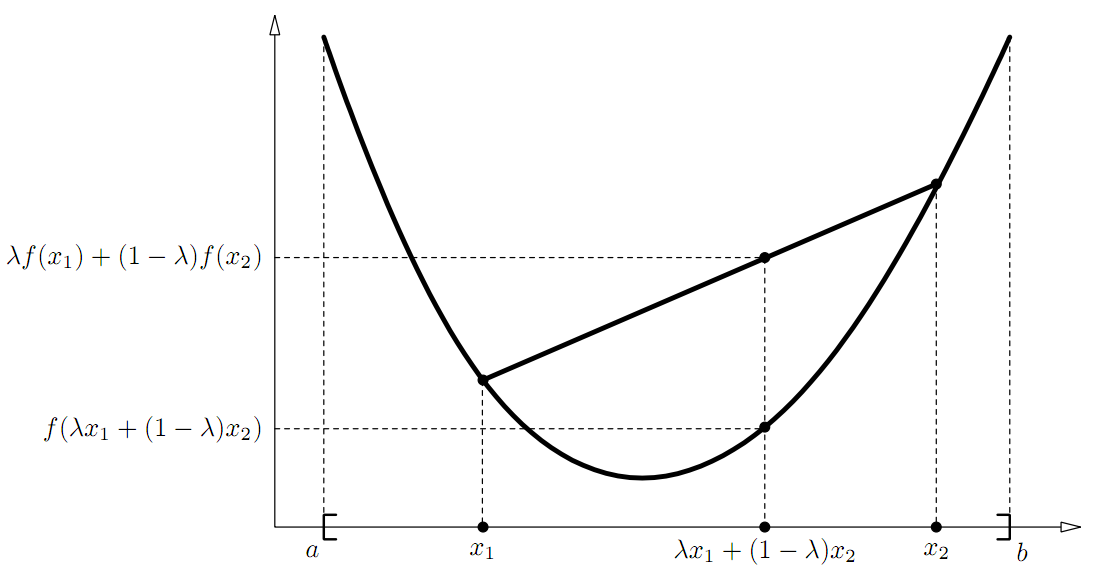 λf(x₁) + (1 − λ)f(x₂)
f(λx₁ + (1 − λ)x₂)
a
x₁
λx₁ + (1 − λ)x₂
x₂
b